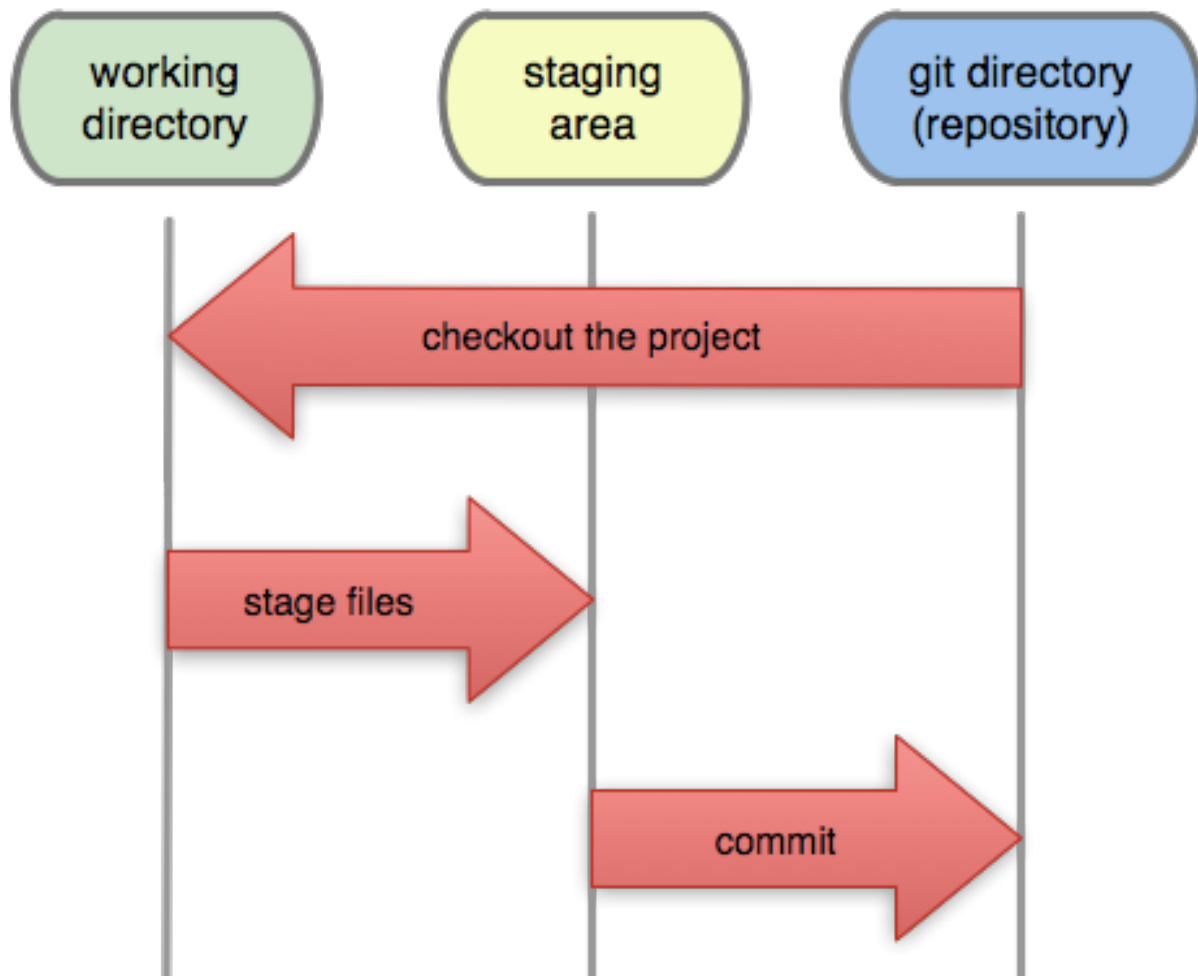 working
directory
staging
area
git directory
(repository)
checkout the project
stage files
commit